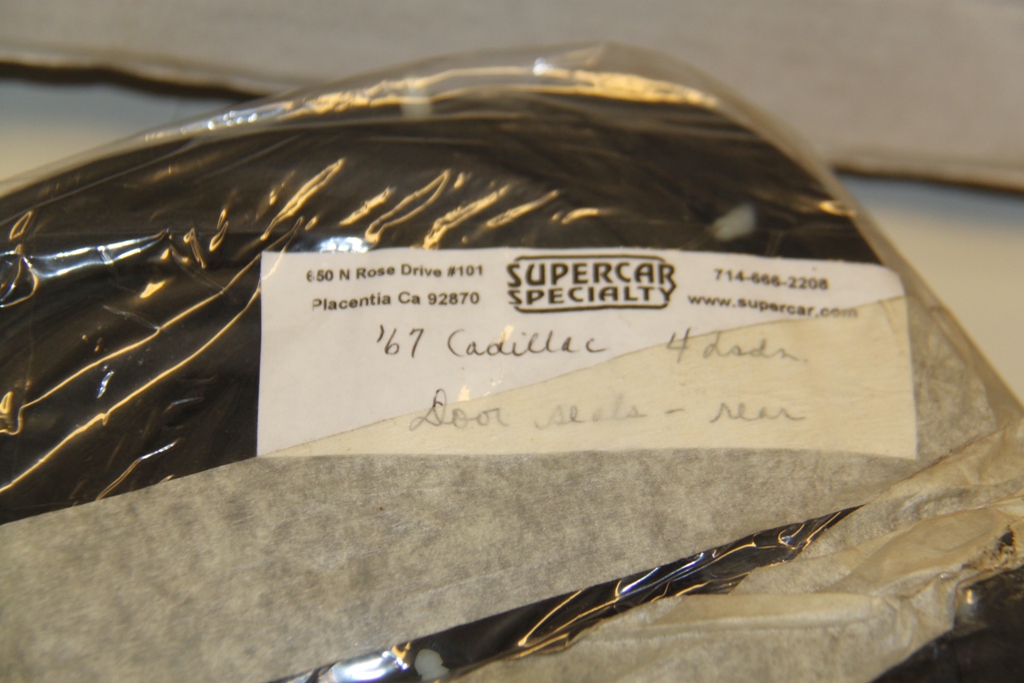 650 N Rose Drive #101 SUPERCAR 714-666-2208
Placentia Ca 92870 SPECIALTY www.supercar.com
'67 Cadillac 4
Door seals - rear